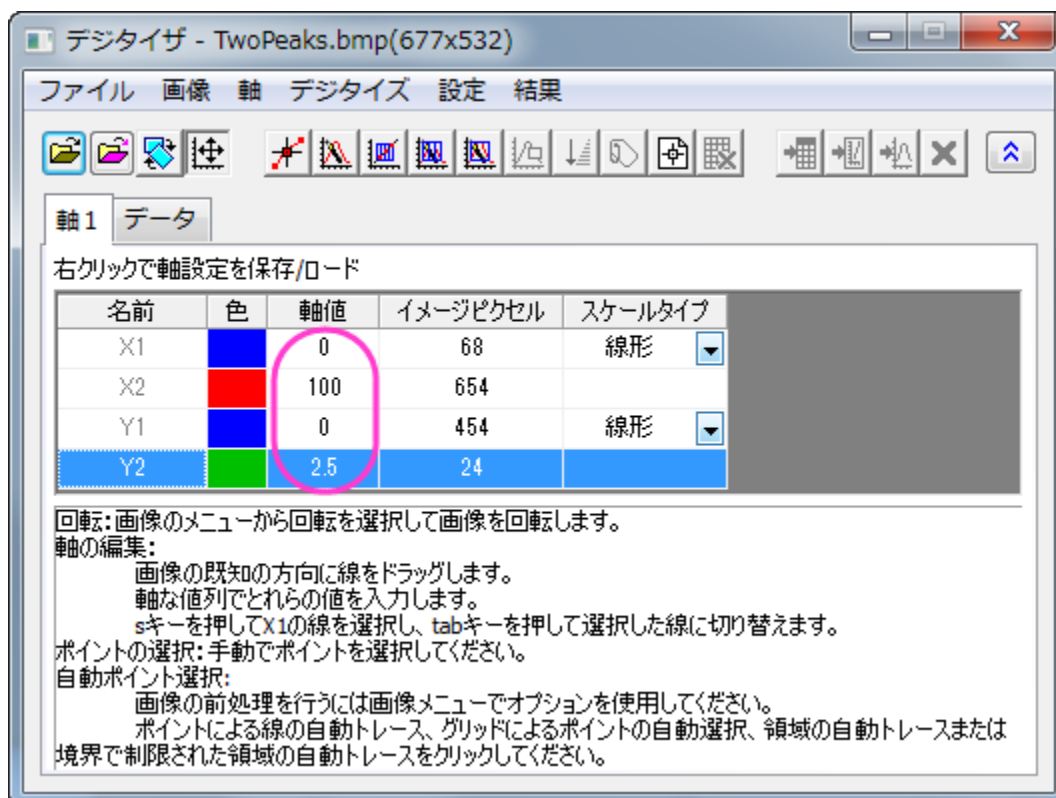 デジタイザ - TwoPeaks.bmp(677x532)
ファイル 画像 軸 デジタイズ 設定 結果
軸1 データ
右クリックで軸設定を保存/ロード
名前 色 軸値 イメージピクセル スケールタイプ
X1 0 68 線形
X2 100 654
Y1 0 454 線形
Y2 2.5 24
回転:画像のメニューから回転を選択して画像を回転します。
軸の編集:
画像の既知の方向に線をドラッグします。
軸な値列でとれらの値を入力します。
sキーを押してX1の線を選択し、tabキーを押して選択した線に切り替えます。
ポイントの選択:手動でポイントを選択してください。
自動ポイント選択:
画像の前処理を行うには画像メニューでオプションを使用してください。
ポイントによる線の自動トレース、グリッドによるポイントの自動選択、領域の自動トレースまたは
境界で制限された領域の自動トレースをクリックしてください。